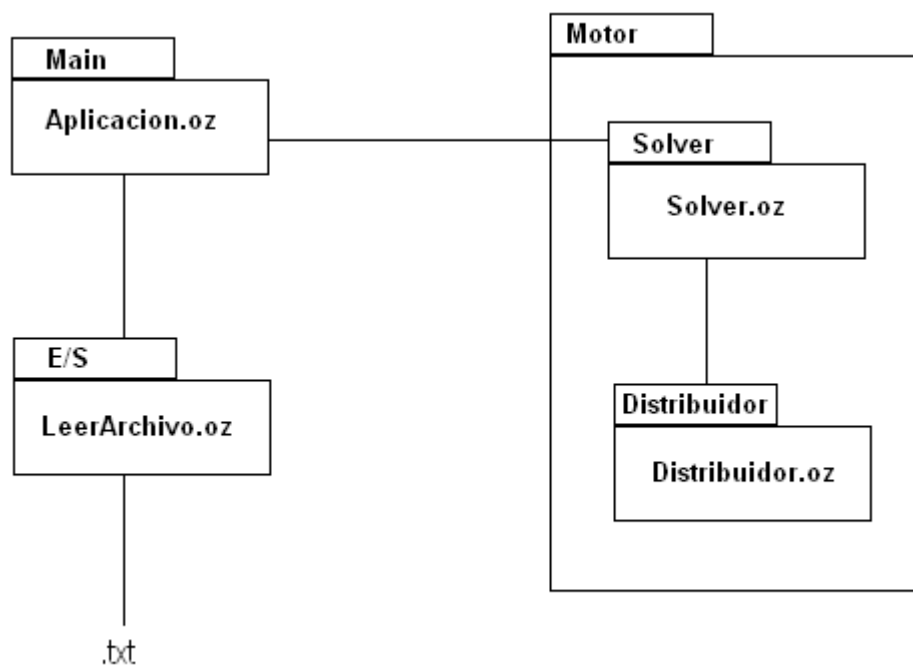 Main
Aplicacion.oz
E/S
LeerArchivo.oz
.txt
Motor
Solver
Solver.oz
Distribuidor
Distribuidor.oz